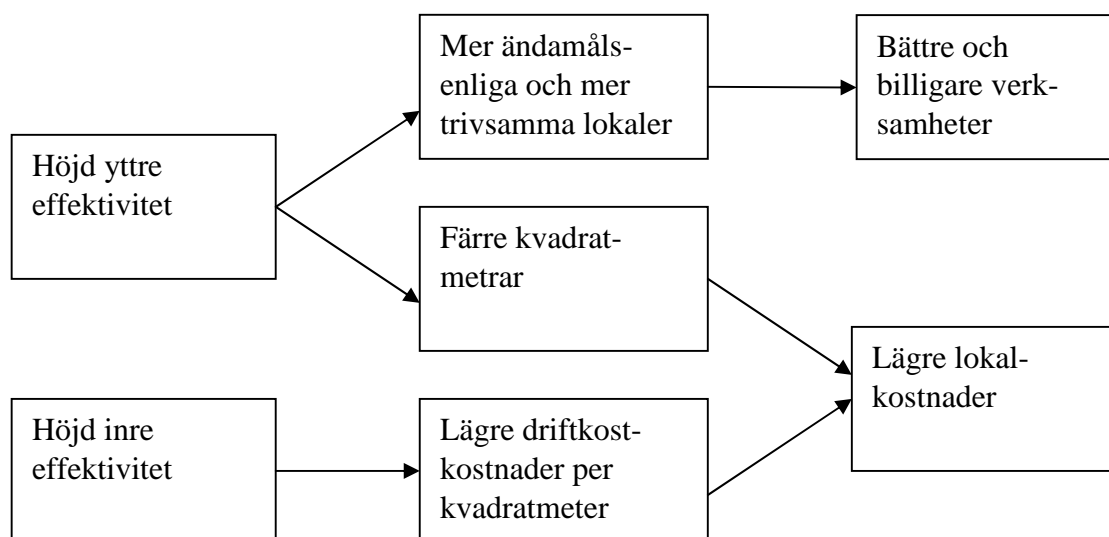 Mer ändamåls-
enliga och mer
trivsamma lokaler
Bättre och
billigare verk-
samheter
Höjd yttre
effektivitet
Färre kvadrat-
metrar
Lägre lokal-
kostnader
Höjd inre
effektivitet
Lägre driftkost-
kostnader per
kvadratmeter